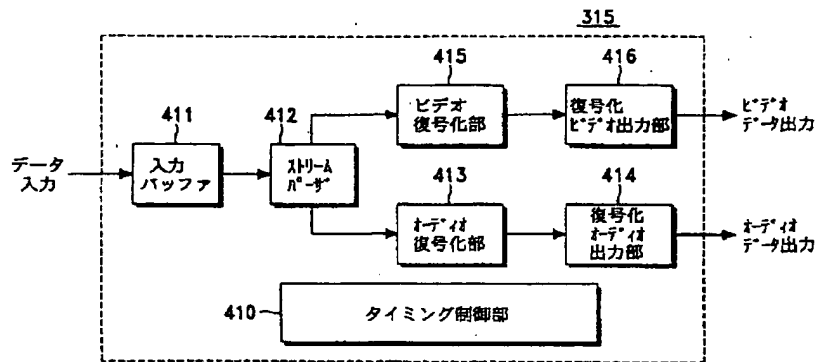 315
415
416
ビデオ
復号化部
復号化
ビデオ出力部
ビデオ
データ出力
411
412
データ
入力
入力
バッファ
ストリーム
パーザ
413
414
オーディオ
復号化部
復号化
オーディオ
出力部
オーディオ
データ出力
410
タイミング制御部